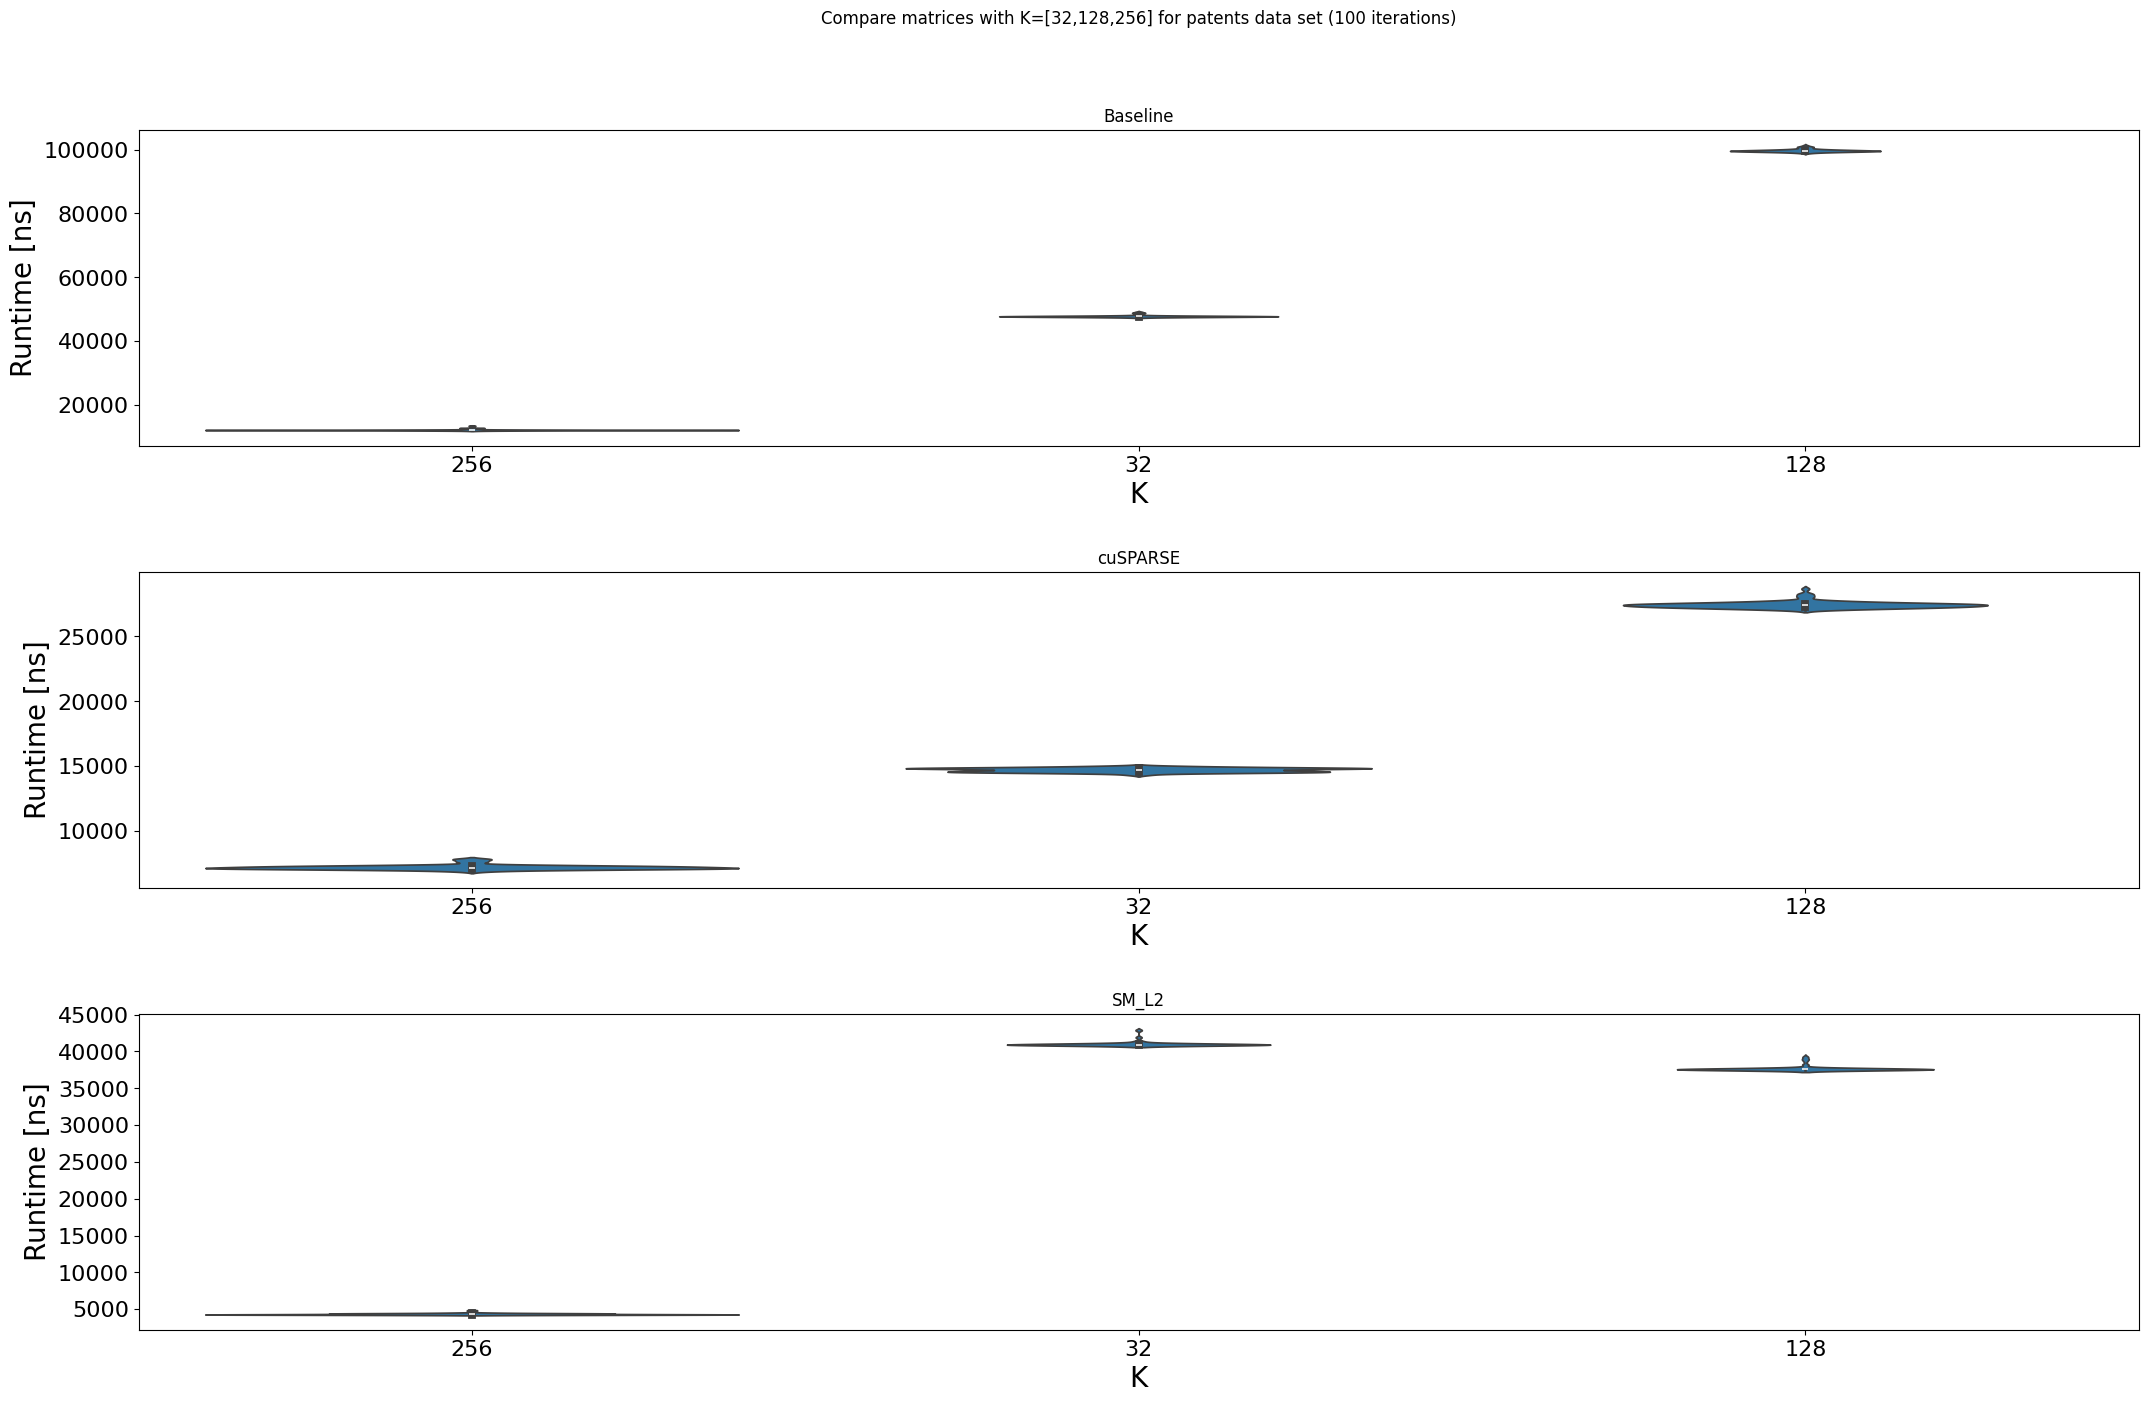 Compare matrices with K=[32,128,256] for patents data set (100 iterations)
Baseline
100000
80000
60000
40000
20000
Runtime [ns]
256 32 128
K
cuSPARSE
25000
20000
15000
10000
Runtime [ns]
256 32 128
K
SM_L2
45000
40000
35000
30000
25000
20000
15000
10000
5000
Runtime [ns]
256 32 128
K